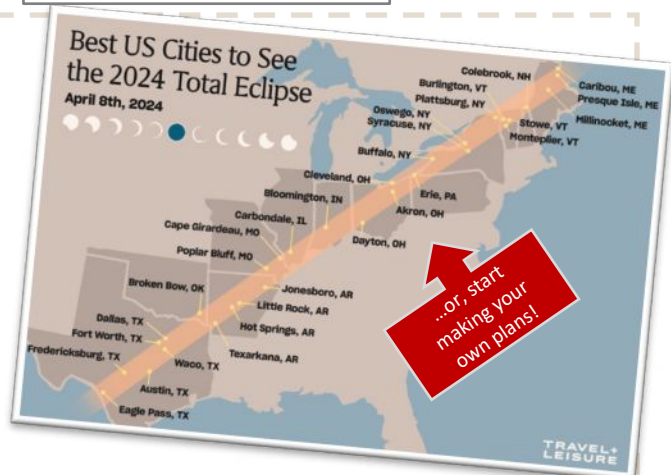 Best US Cities to See
the 2024 Total Eclipse
April 8th, 2024
Colebrook, NH
Caribou, ME
Burlington, VT
Presque Isle, ME
Plattsburg, NY
Millinocket, ME
Oswego, NY
Stowe, VT
Syracuse, NY
Montepelier, VT
Buffalo, NY
Cleveland, OH
Erie, PA
Bloomington, IN
Akron, OH
Carbondale, IL
Cape Girardeau, MO
Dayton, OH
Poplar Bluff, MO
Jonesboro, AR
Broken Bow, OK
Little Rock, AR
Hot Springs, AR
Dallas, TX
Fort Worth, TX
Texarkana, AR
Fredericksburg, TX
Waco, TX
Austin, TX
Eagle Pass, TX
...or, start
making your
own plans!
TRAVEL+
LEISURE